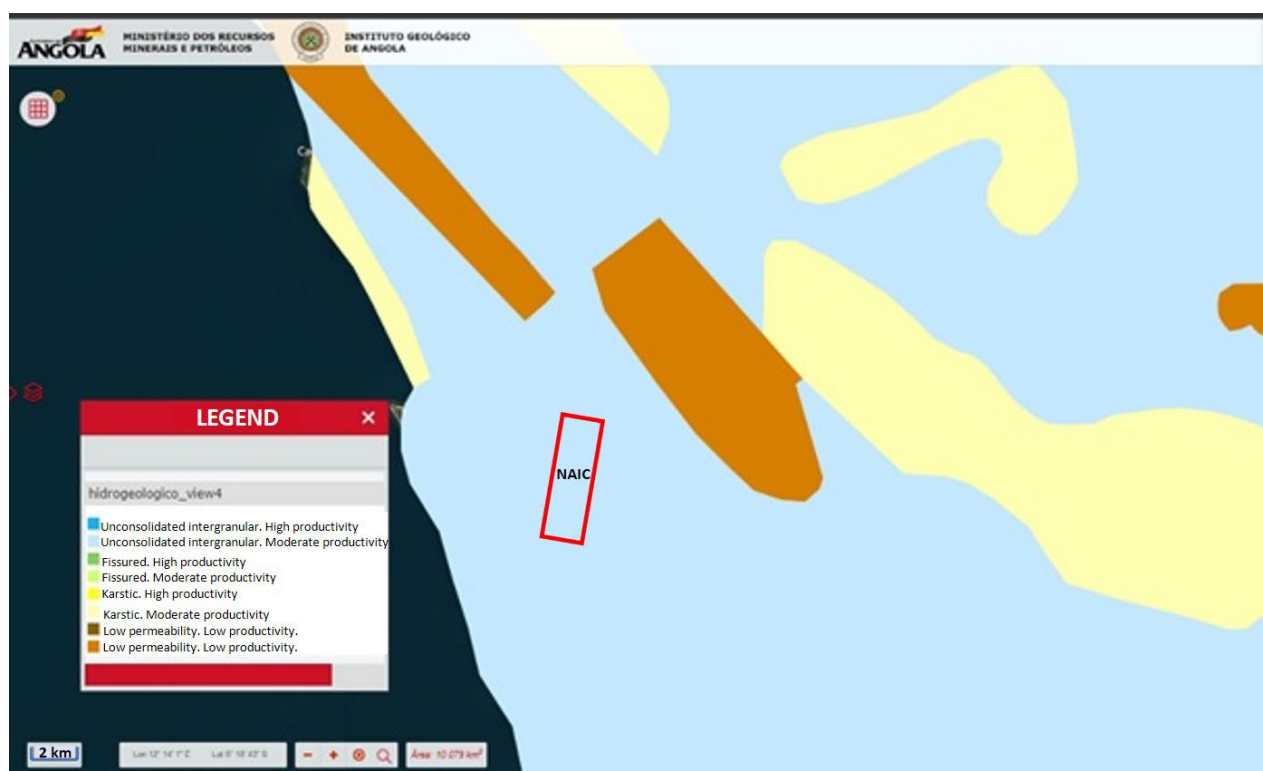 ANGOLA
MINISTÉRIO DOS RECURSOS
MINERAIS E PETRÓLEOS
INSTITUTO GEOLÓGICO
DE ANGOLA
Ca
NAIC
LEGEND
hidrogeologico_view4
Unconsolidated intergranular. High productivity
Unconsolidated intergranular. Moderate productivity
Fissured. High productivity
Fissured. Moderate productivity
Karstic. High productivity
Karstic. Moderate productivity
Low permeability. Low productivity.
Low permeability. Low productivity.
2 km